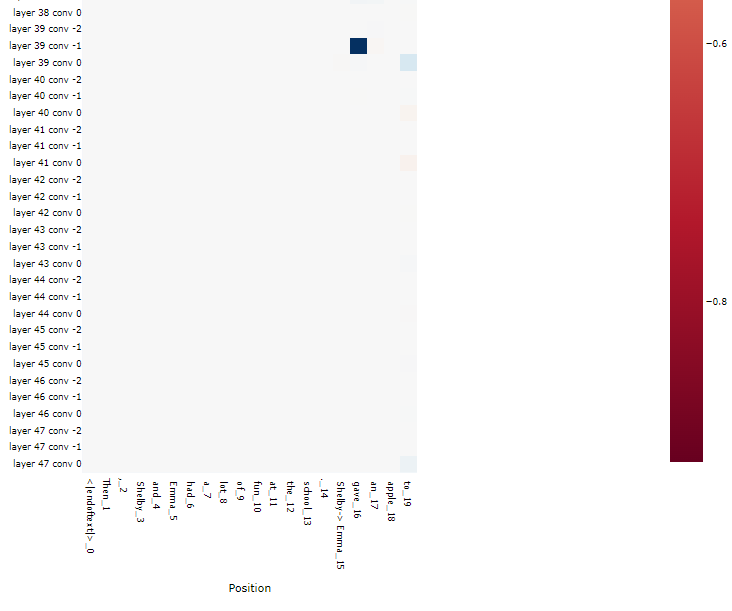 layer 38 conv 0
layer 39 conv -2
layer 39 conv -1
layer 39 conv 0
layer 40 conv -2
layer 40 conv -1
layer 40 conv 0
layer 41 conv -2
layer 41 conv -1
layer 41 conv 0
layer 42 conv -2
layer 42 conv -1
layer 42 conv 0
layer 43 conv -2
layer 43 conv -1
layer 43 conv 0
layer 44 conv -2
layer 44 conv -1
layer 44 conv 0
layer 45 conv -2
layer 45 conv -1
layer 45 conv 0
layer 46 conv -2
layer 46 conv -1
layer 46 conv 0
layer 47 conv -2
layer 47 conv -1
layer 47 conv 0
<|endoftext|>_0
Then_1
,_2
Shelby_3
and_4
Emma_5
had_6
a_7
lot_8
of_9
fun_10
at_11
the_12
school_13
._14
Shelby-> Emma_15
gave_16
an_17
apple_18
to_19
Position
−0.6
−0.8